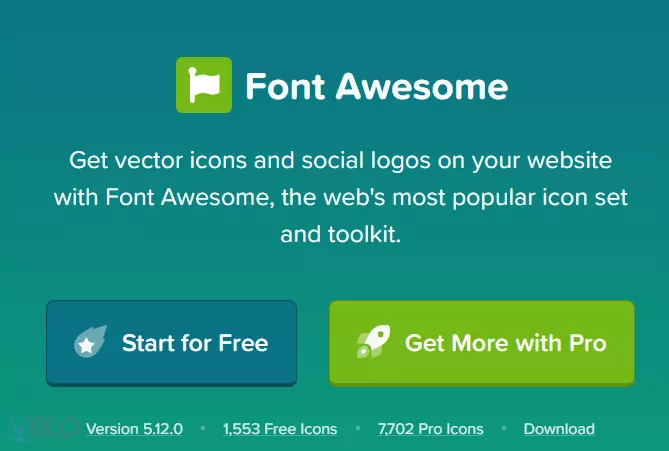 Font Awesome
Get vector icons and social logos on your website
with Font Awesome, the web's most popular icon set
and toolkit.
Start for Free
Get More with Pro
Version 5.12.0 • 1,553 Free Icons • 7,702 Pro Icons • Download